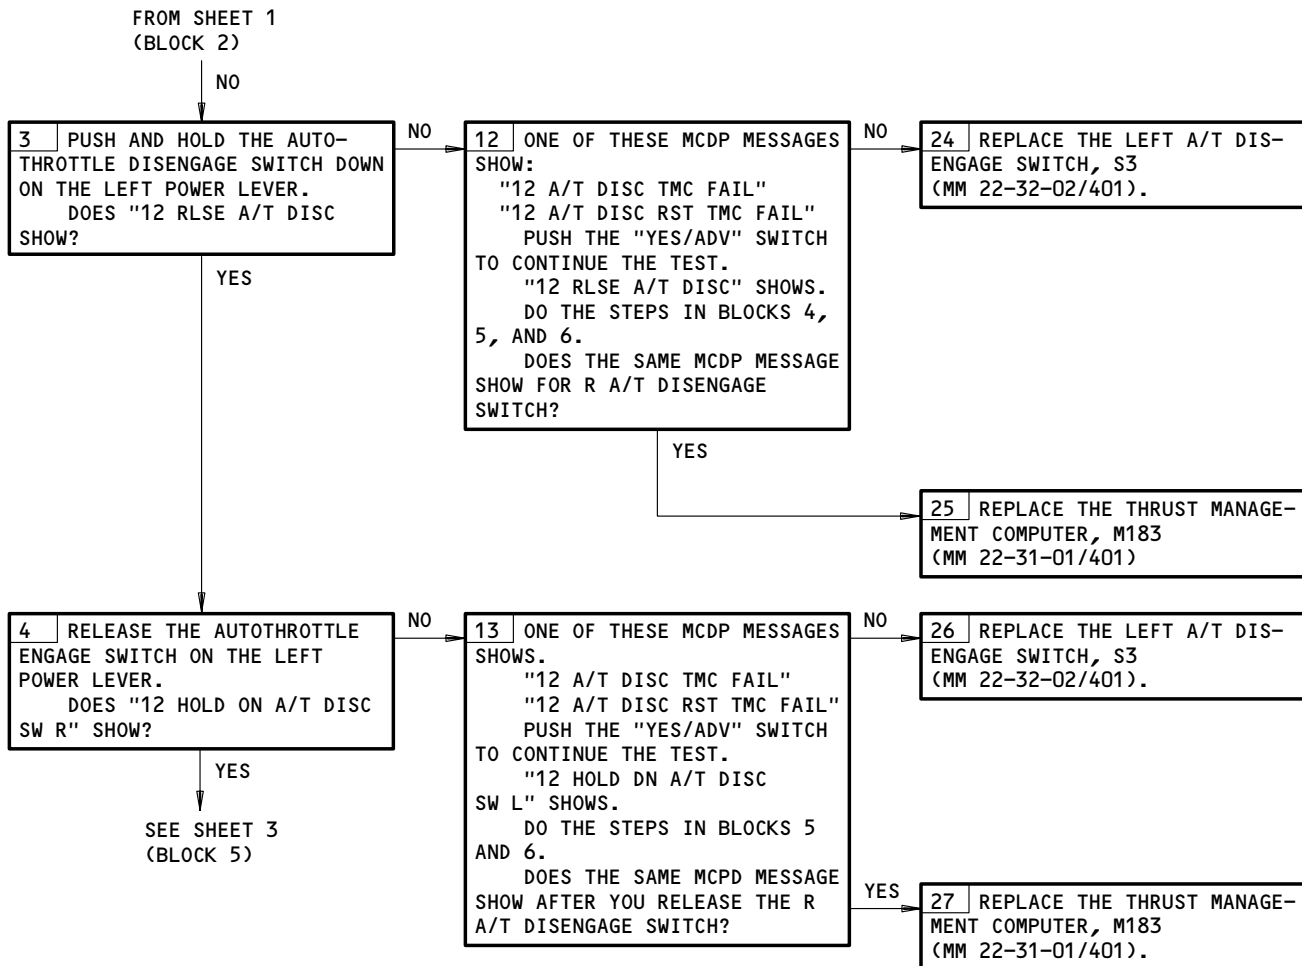 FROM SHEET 1
(BLOCK 2)
NO
3 PUSH AND HOLD THE AUTO-
THROTTLE DISENGAGE SWITCH DOWN
ON THE LEFT POWER LEVER.
DOES "12 RLSE A/T DISC
SHOW?
NO
YES
12 ONE OF THESE MCDP MESSAGES
SHOW:
"12 A/T DISC TMC FAIL"
"12 A/T DISC RST TMC FAIL"
PUSH THE "YES/ADV" SWITCH
TO CONTINUE THE TEST.
"12 RLSE A/T DISC" SHOWS.
DO THE STEPS IN BLOCKS 4,
5, AND 6.
DOES THE SAME MCDP MESSAGE
SHOW FOR R A/T DISENGAGE
SWITCH?
NO
YES
24 REPLACE THE LEFT A/T DIS-
ENGAGE SWITCH, S3
(MM 22-32-02/401).
25 REPLACE THE THRUST MANAGE-
MENT COMPUTER, M183
(MM 22-31-01/401)
4 RELEASE THE AUTOTHROTTLE
ENGAGE SWITCH ON THE LEFT
POWER LEVER.
DOES "12 HOLD ON A/T DISC
SW R" SHOW?
NO
YES
SEE SHEET 3
(BLOCK 5)
13 ONE OF THESE MCDP MESSAGES
SHOWS.
"12 A/T DISC TMC FAIL"
"12 A/T DISC RST TMC FAIL"
PUSH THE "YES/ADV" SWITCH
TO CONTINUE THE TEST.
"12 HOLD DN A/T DISC
SW L" SHOWS.
DO THE STEPS IN BLOCKS 5
AND 6.
DOES THE SAME MCPD MESSAGE
SHOW AFTER YOU RELEASE THE R
A/T DISENGAGE SWITCH?
NO
YES
26 REPLACE THE LEFT A/T DIS-
ENGAGE SWITCH, S3
(MM 22-32-02/401).
27 REPLACE THE THRUST MANAGE-
MENT COMPUTER, M183
(MM 22-31-01/401).